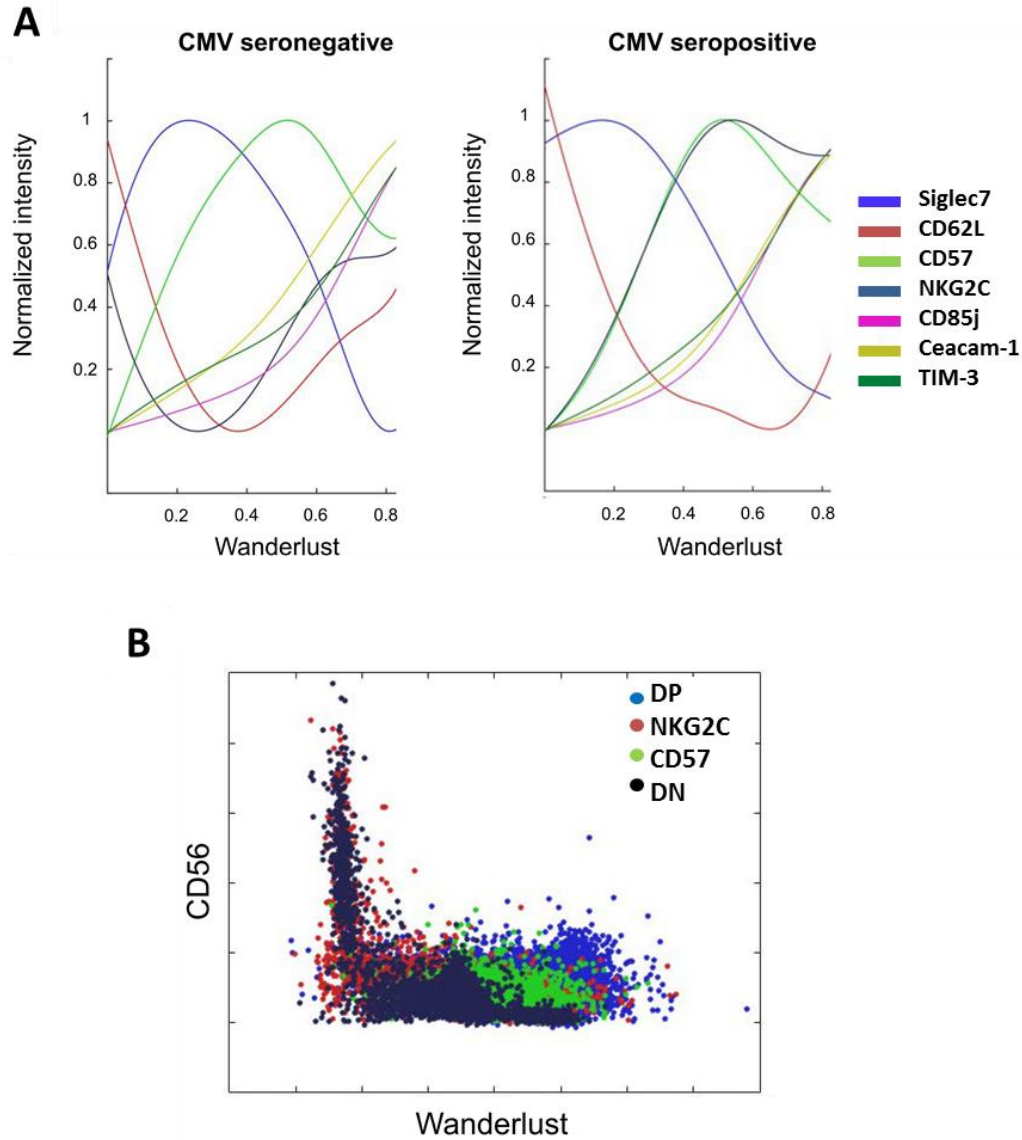 A
CMV seronegative
CMV seropositive
Normalized intensity
1
0.8
0.6
0.4
0.2
0.2
0.4
0.6
0.8
Wanderlust
Normalized intensity
1
0.8
0.6
0.4
0.2
0.2
0.4
0.6
0.8
Wanderlust
Siglec7
CD62L
CD57
NKG2C
CD85j
Ceacam-1
TIM-3
B
DP
NKG2C
CD57
DN
CD56
Wanderlust